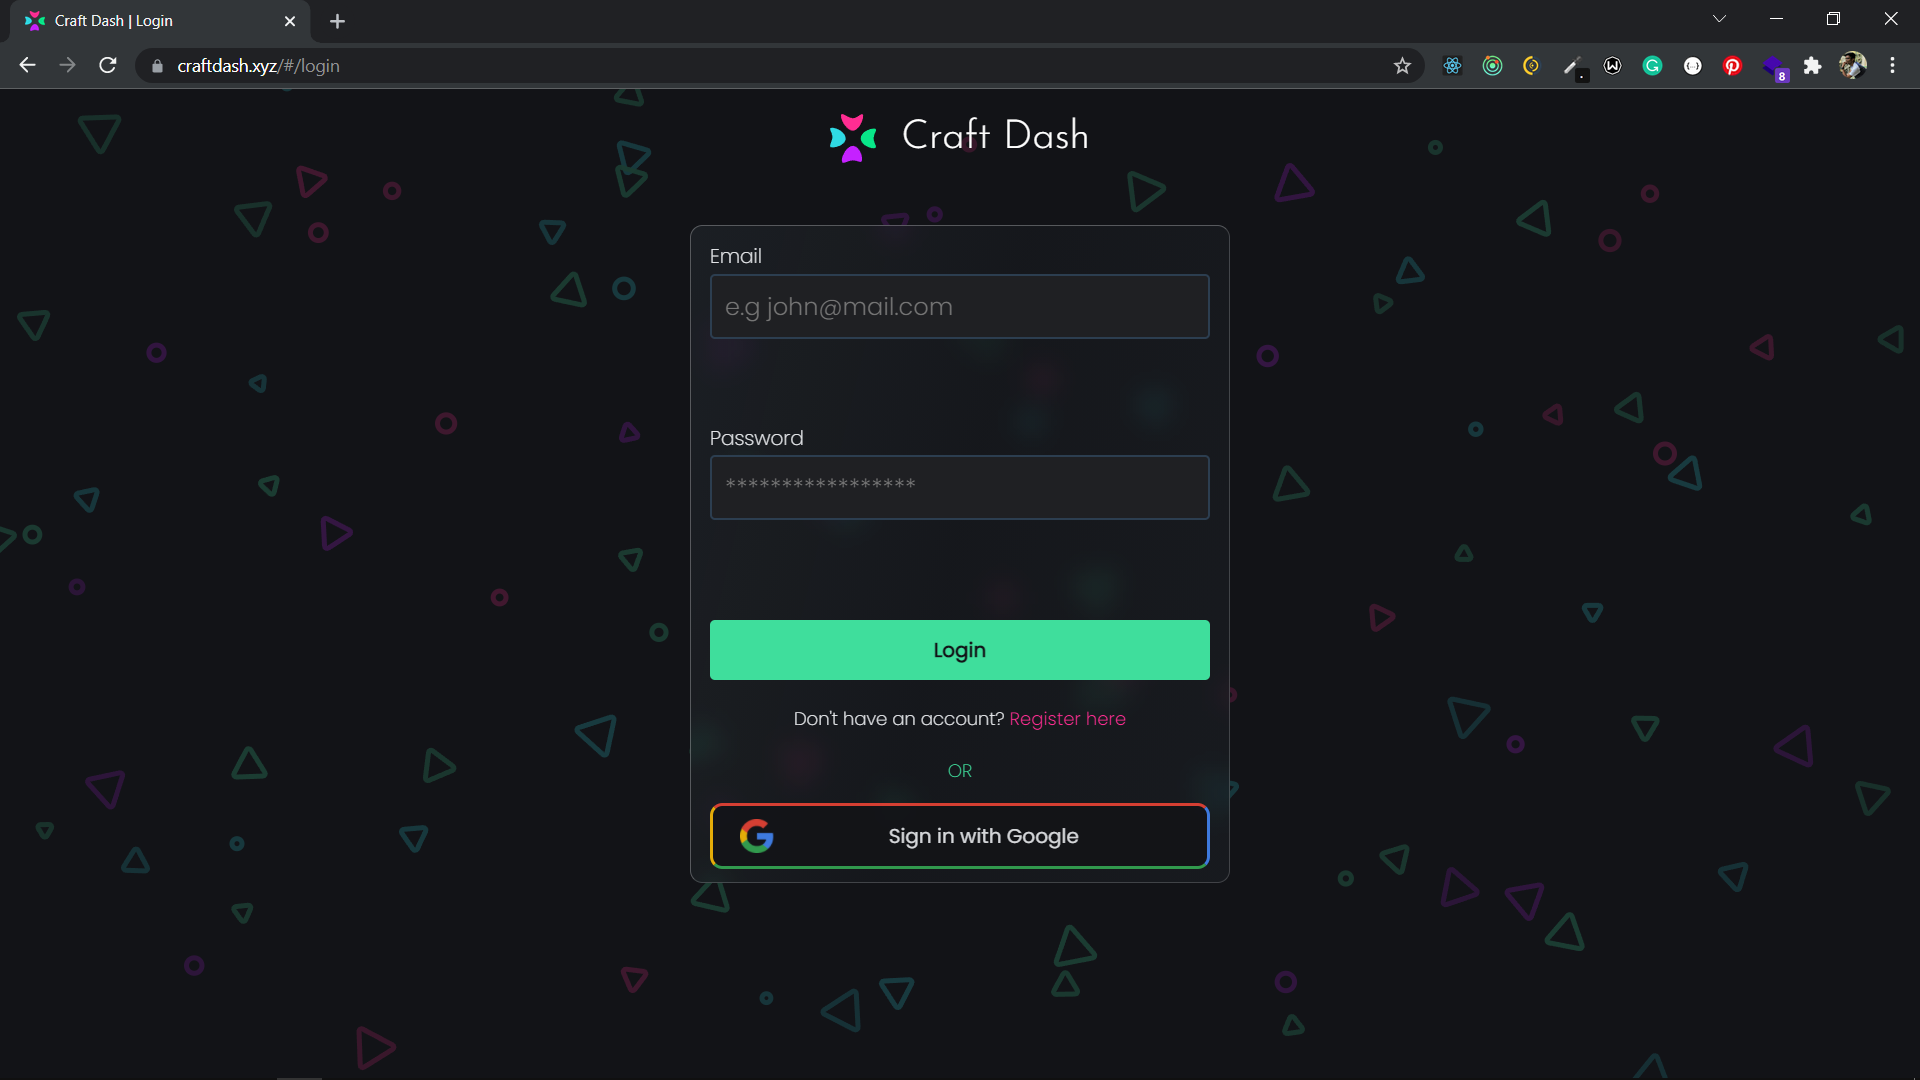 Craft Dash | Login
craftdash.xyz/#/login
8
Craft Dash
Email
e.g john@mail.com
Password
*****************
Login
Don't have an account? Register here
OR
Sign in with Google